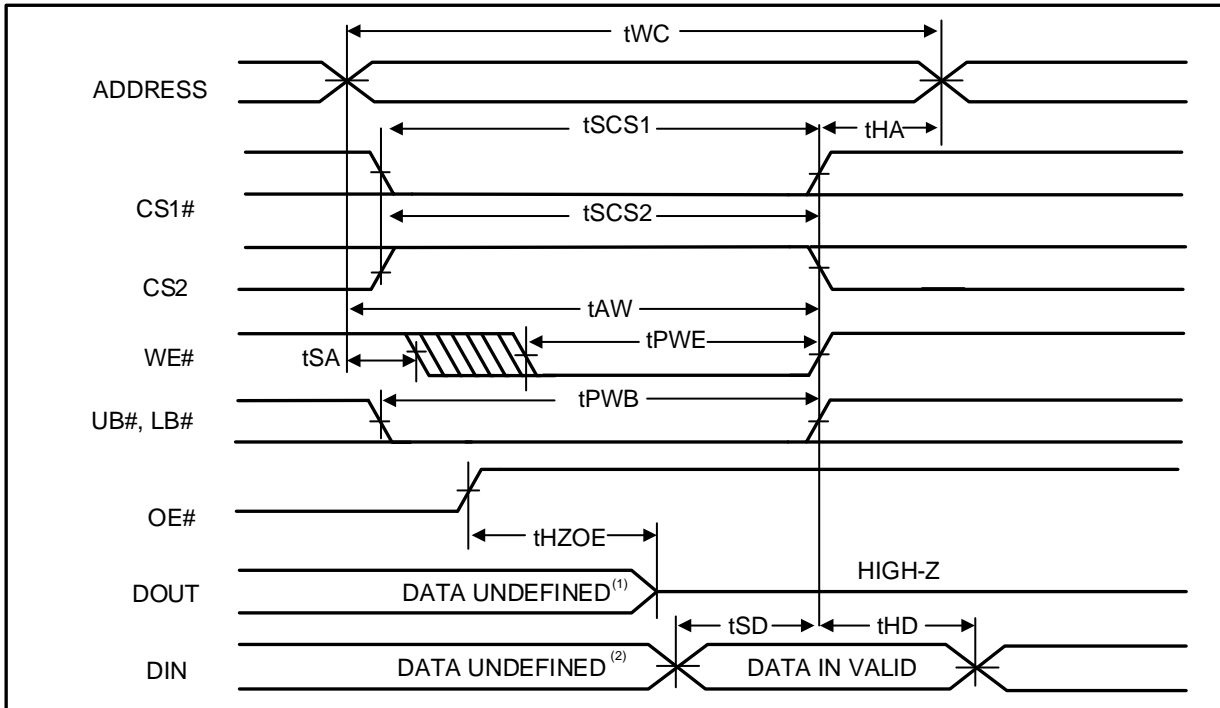 tWC
ADDRESS
tSCS1
tHA
CS1#
tSCS2
CS2
tAW
WE#
tSA
tPWE
UB#, LB#
tPWB
OE#
tHZOE
DOUT
DATA UNDEFINED(1)
HIGH-Z
tSD
tHD
DIN
DATA UNDEFINED (2)
DATA IN VALID